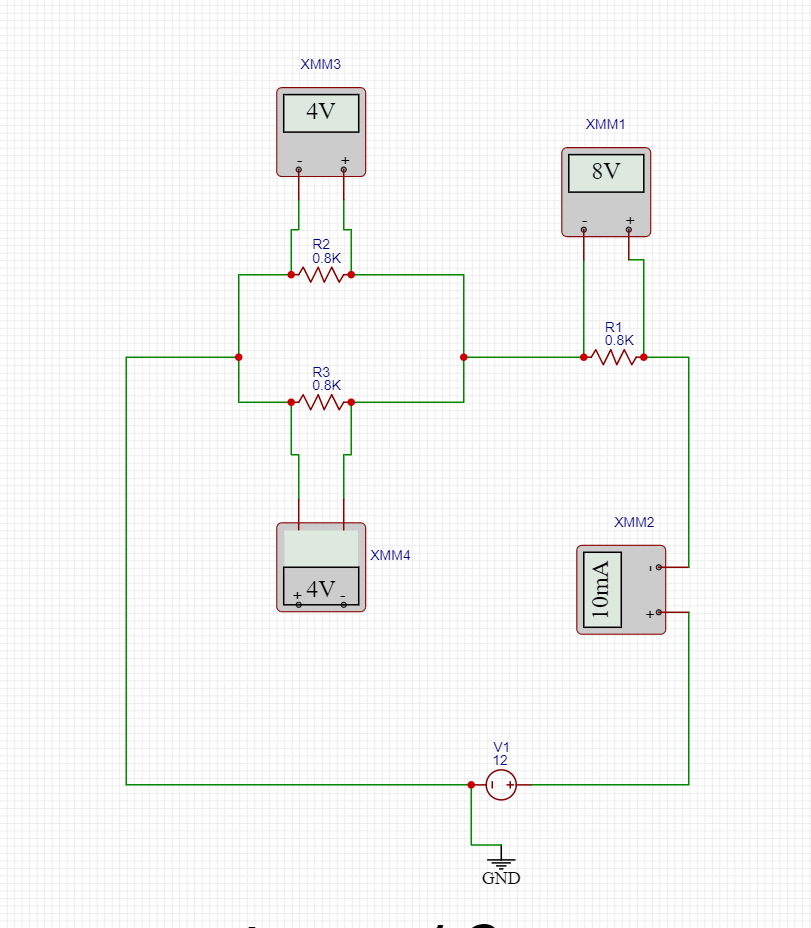 XMM3
4V
- +
XMM1
8V
- +
R2
0.8K
R1
0.8K
R3
0.8K
XMM2
10mA
-
+
XMM4
4V
+ -
V1
12
GND